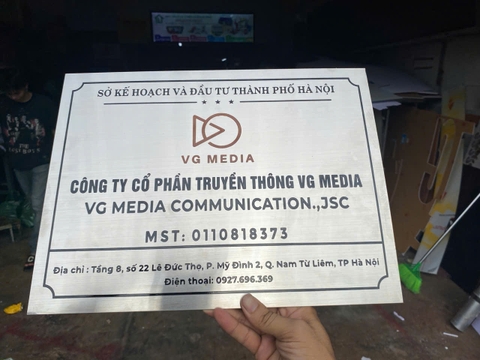 SỞ KẾ HOẠCH VÀ ĐẦU TƯ THÀNH PHỐ HÀ NỘI
VG MEDIA
CÔNG TY CỔ PHẦN TRUYỀN THÔNG VG MEDIA
VG MEDIA COMMUNICATION.,JSC
MST: 0110818373
Địa chỉ : Tầng 8, số 22 Lê Đức Thọ, P. Mỹ Đình 2, Q. Nam Từ Liêm, TP Hà Nội
Điện thoại: 0927.696.369